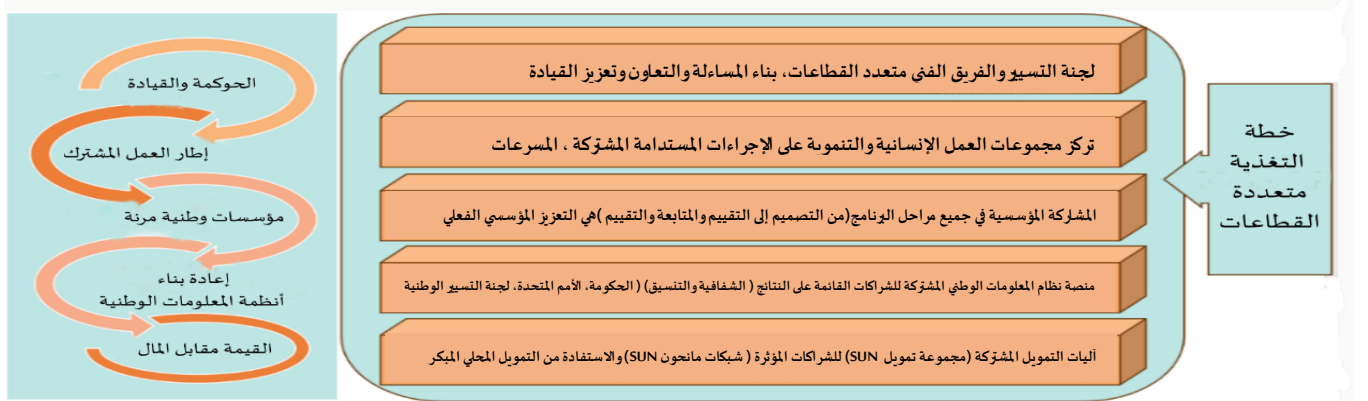 خطة
التغذية
متعددة
القطاعات
لجنة التسيير والفريق الفني متعدد القطاعات، بناء المساءلة والتعاون وتعزيز القيادة
تركز مجموعات العمل الإنسانية والتنموية على الإجراءات المستدامة المشتركة ، المسرعات
المشاركة المؤسسية في جميع مراحل البرنامج(من التصميم إلى التقييم والمتابعة والتقييم )هي التعزيز المؤسسي الفعلي
منصة نظام المعلومات الوطني المشتركة للشراكات القائمة على النتائج ( الشفافية والتنسيق) ( الحكومة، الأمم المتحدة، لجنة التسيير الوطنية
آليات التمويل المشتركة (مجموعة تمويل SUN) للشراكات المؤثرة ( شبكات مانحون SUN) والاستفادة من التمويل المحلي المبكر
الحوكمة والقيادة
إطار العمل المشترك
مؤسسات وطنية مرنة
إعادة بناء
أنظمة المعلومات الوطنية
القيمة مقابل المال